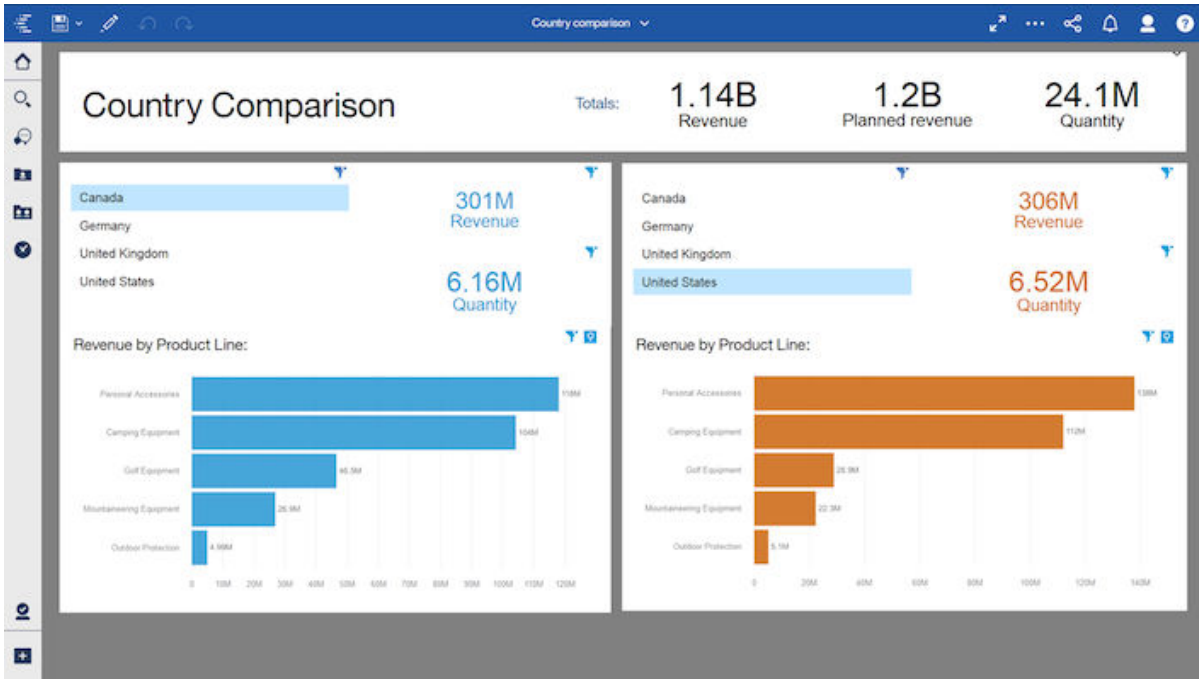 Country comparison
Country Comparison
Totals:
1.14B
Revenue
1.2B
Planned revenue
24.1M
Quantity
Canada
Germany
United Kingdom
United States
301M
Revenue
6.16M
Quantity
Revenue by Product Line:
Personal Accessories
118M
Camping Equipment
104M
Golf Equipment
46.5M
Mountaineering Equipment
26.9M
Outdoor Protection
4.99M
0 10M 20M 30M 40M 50M 60M 70M 80M 90M 100M 110M 120M
Canada
Germany
United Kingdom
United States
306M
Revenue
6.52M
Quantity
Revenue by Product Line:
Personal Accessories
138M
Camping Equipment
112M
Golf Equipment
28.9M
Mountaineering Equipment
22.3M
Outdoor Protection
5.1M
0 20M 40M 60M 80M 100M 120M 140M